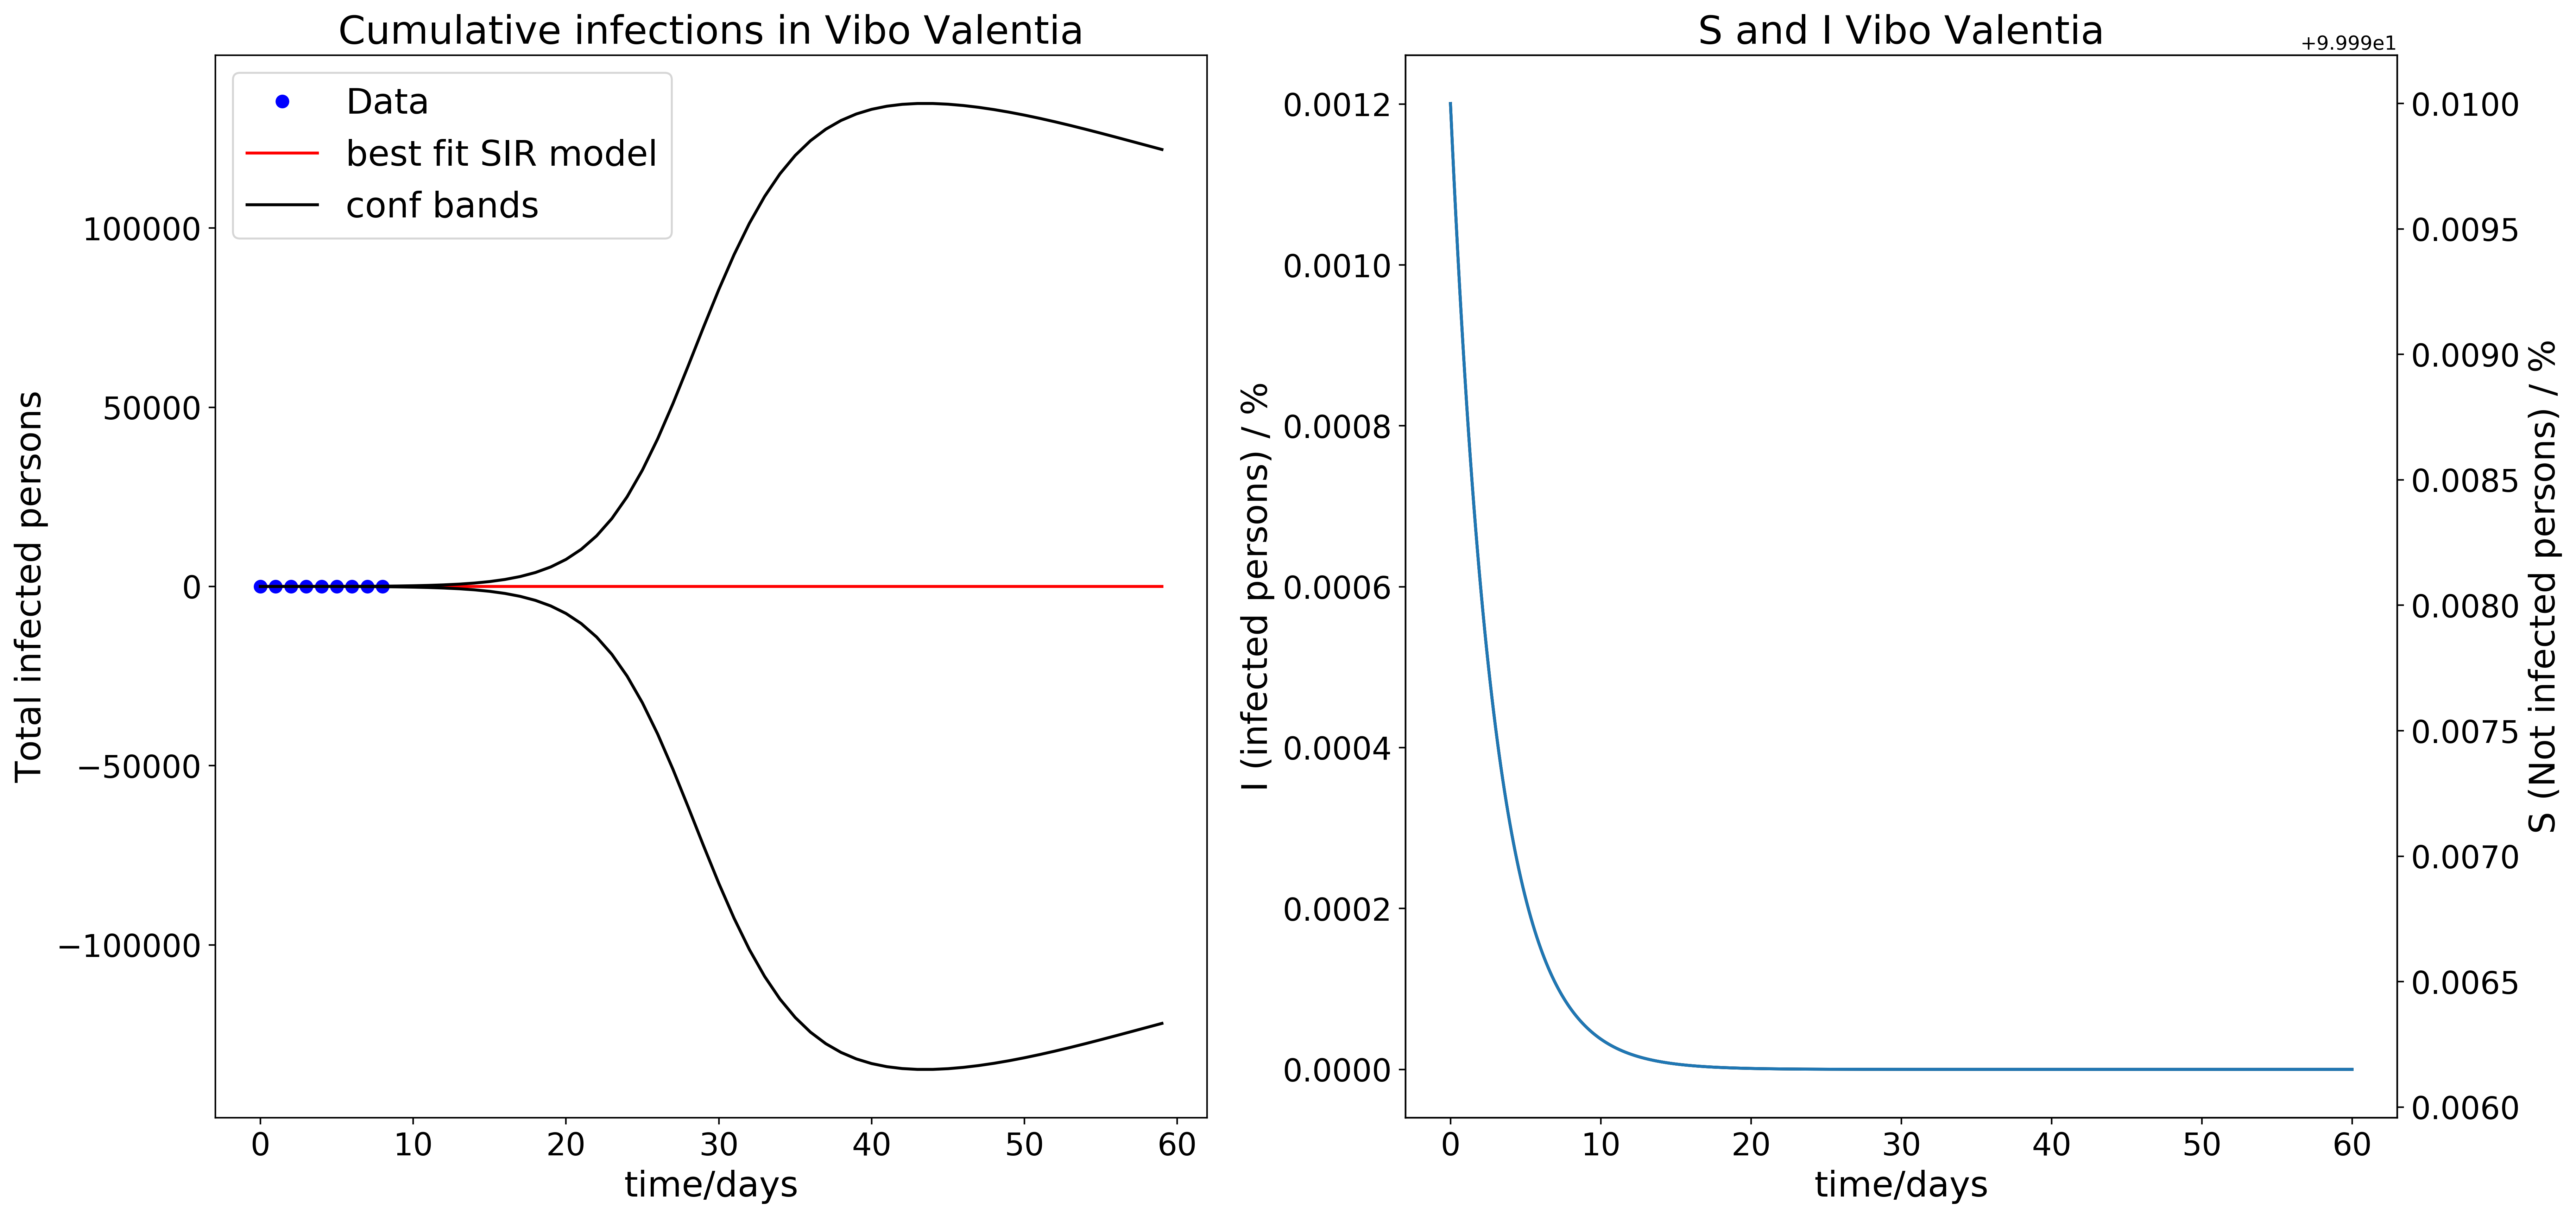 Cumulative infections in Vibo Valentia
Data
best fit SIR model
conf bands
100000
50000
0
−50000
−100000
Total infected persons
0 10 20 30 40 50 60
time/days
S and I Vibo Valentia
+9.999e1
0.0012
0.0010
0.0008
0.0006
0.0004
0.0002
0.0000
I (infected persons) / %
0.0100
0.0095
0.0090
0.0085
0.0080
0.0075
0.0070
0.0065
0.0060
S (Not infected persons) / %
0 10 20 30 40 50 60
time/days